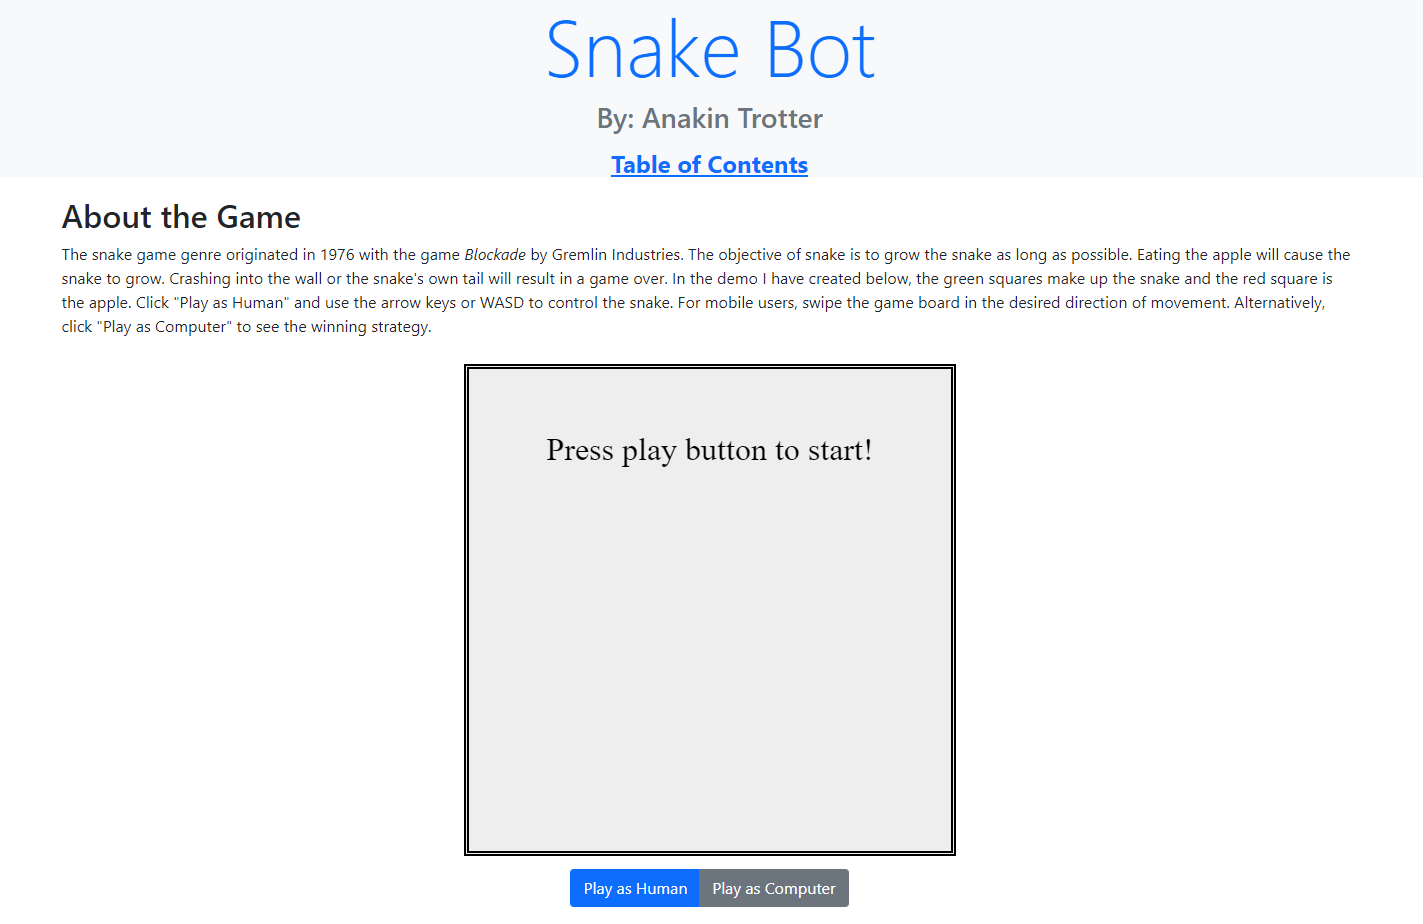 Snake Bot
By: Anakin Trotter
Table of Contents
About the Game
The snake game genre originated in 1976 with the game Blockade by Gremlin Industries. The objective of snake is to grow the snake as long as possible. Eating the apple will cause the
snake to grow. Crashing into the wall or the snake's own tail will result in a game over. In the demo I have created below, the green squares make up the snake and the red square is
the apple. Click "Play as Human" and use the arrow keys or WASD to control the snake. For mobile users, swipe the game board in the desired direction of movement. Alternatively,
click "Play as Computer" to see the winning strategy.
Press play button to start!
Play as Human Play as Computer